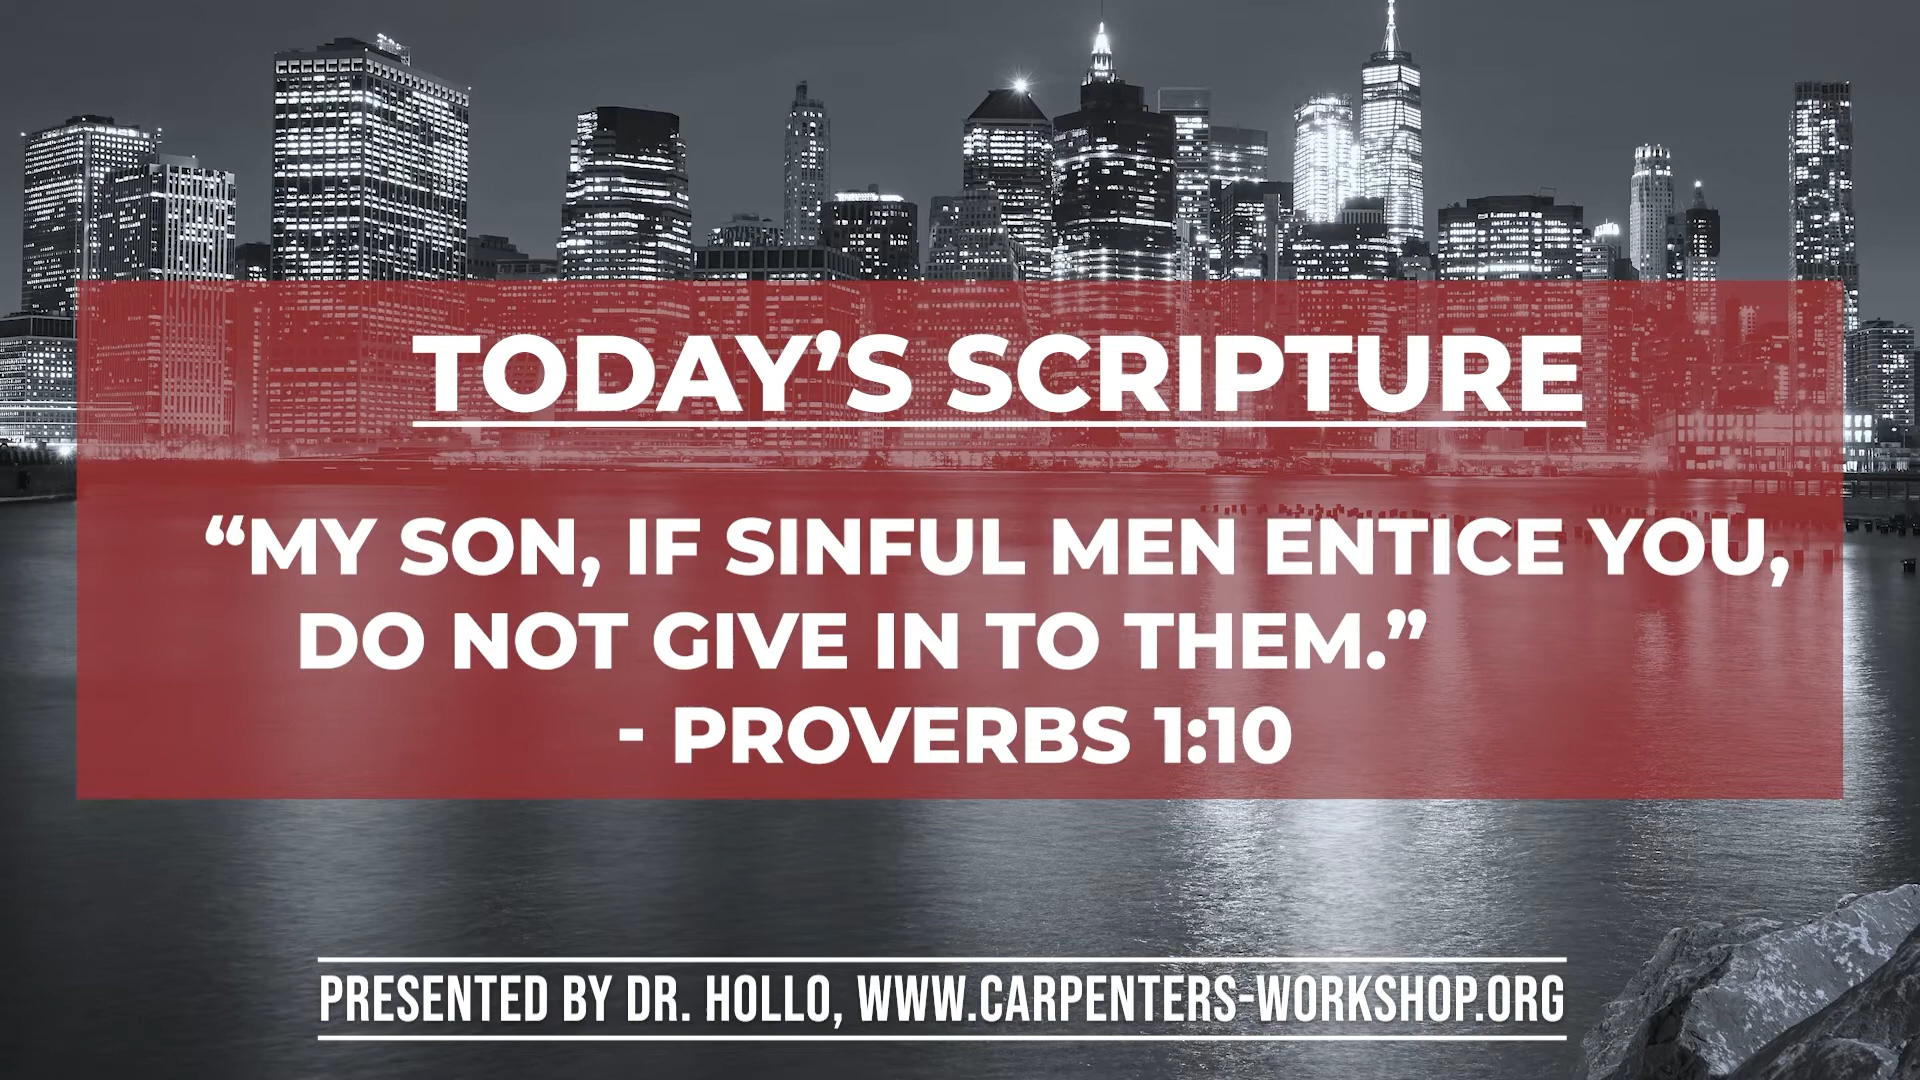 TODAY’S SCRIPTURE
“MY SON, IF SINFUL MEN ENTICE YOU,
DO NOT GIVE IN TO THEM.”
- PROVERBS 1:10
PRESENTED BY DR. HOLLO, WWW.CARPENTERS-WORKSHOP.ORG